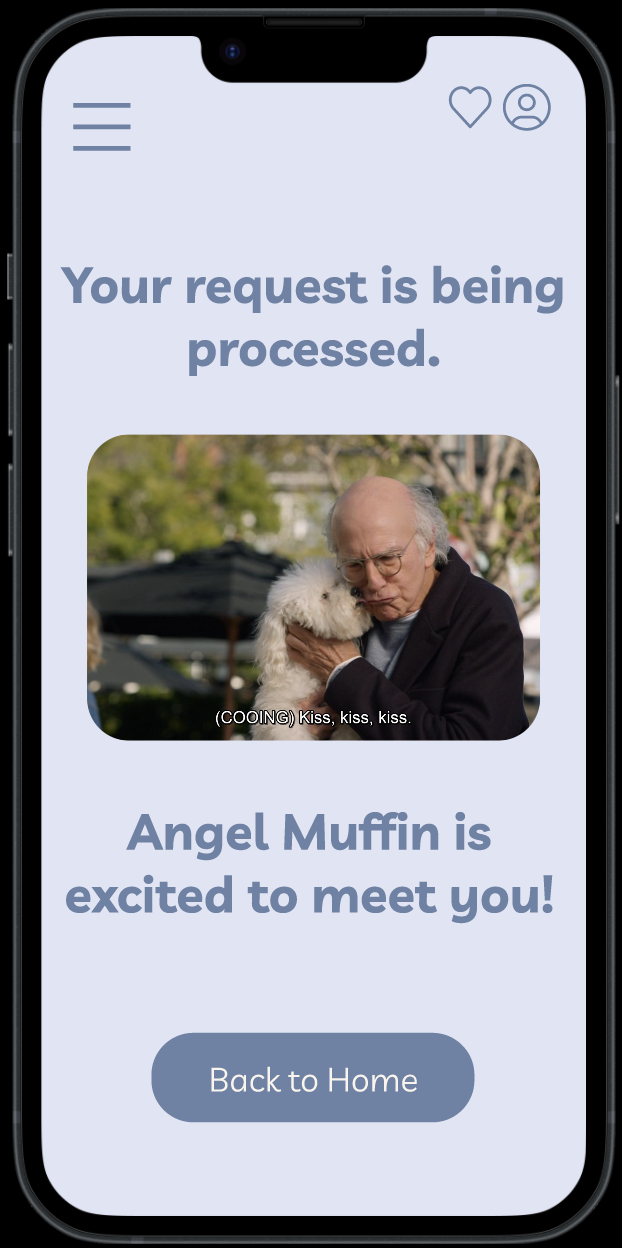 Your request is being
processed.
(COOING) Kiss, kiss, kiss.
Angel Muffin is
excited to meet you!
Back to Home